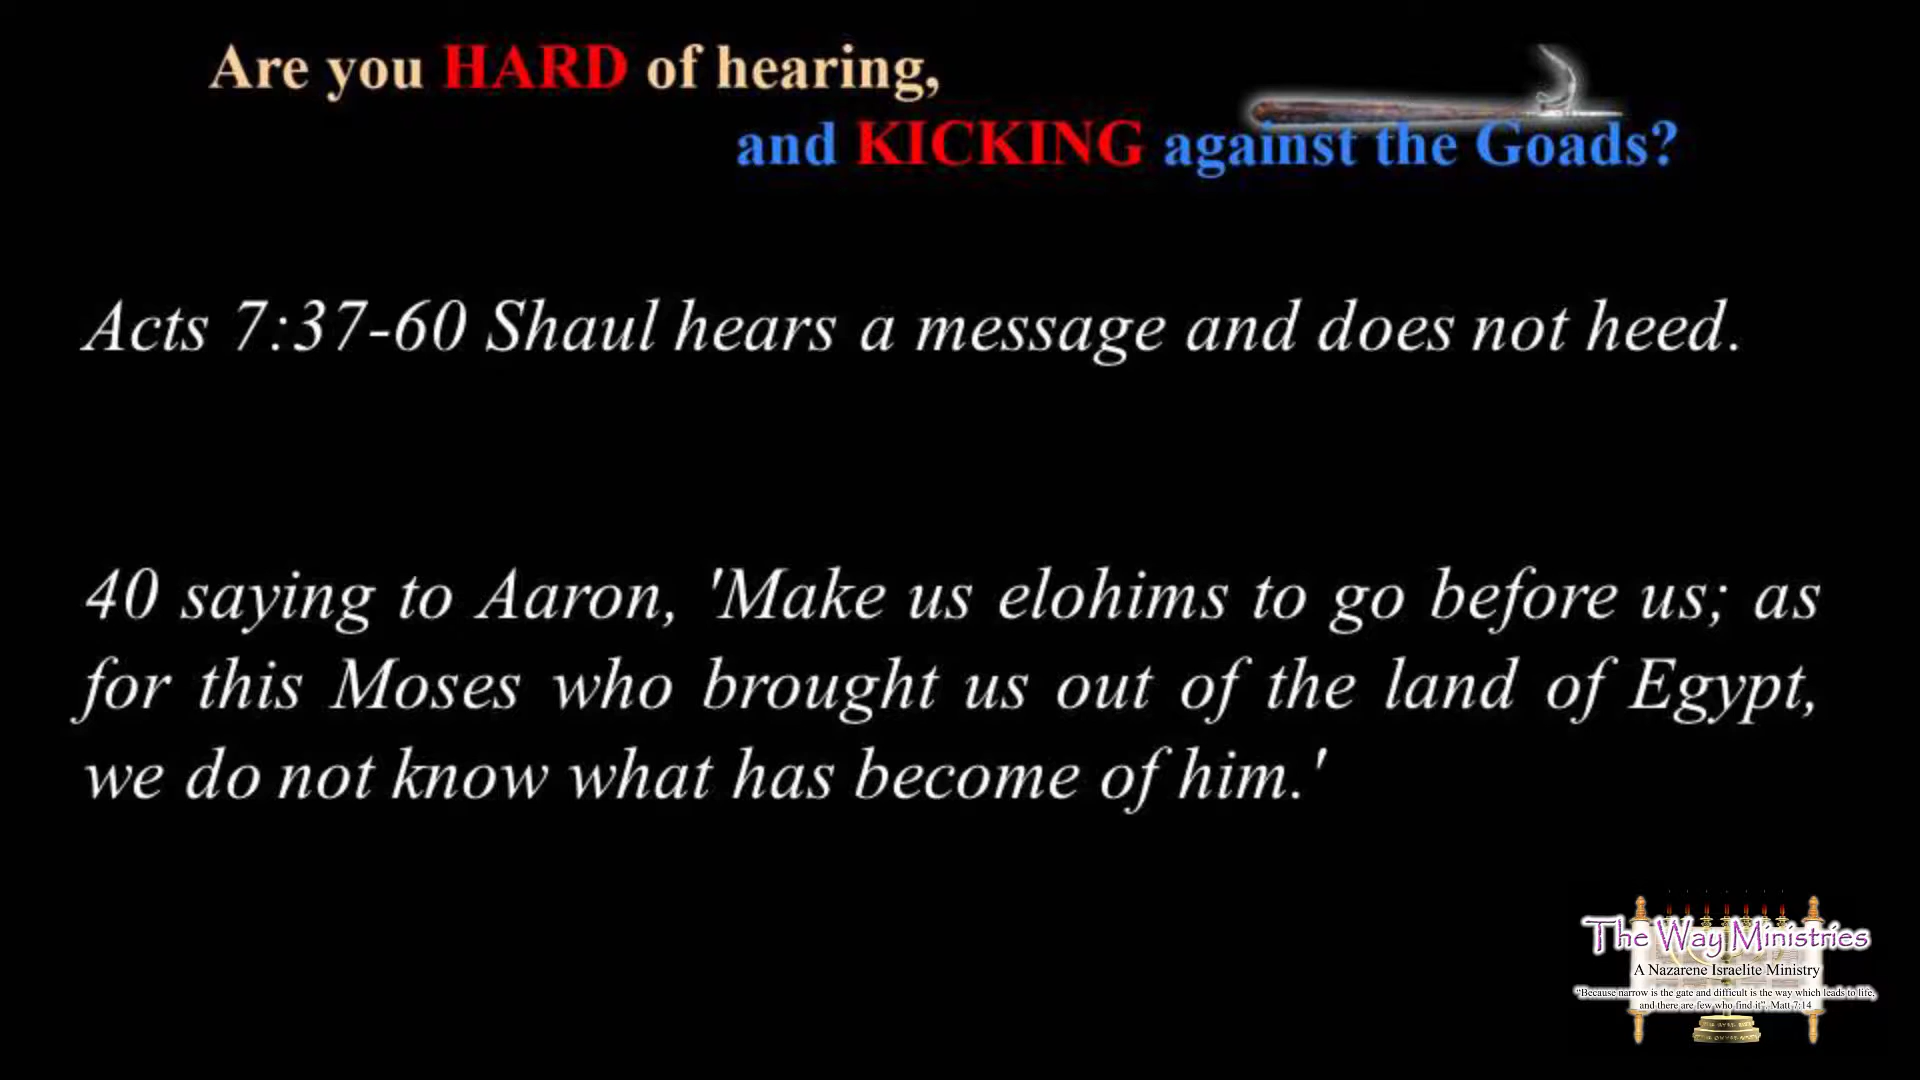 Are you HARD of hearing,
and KICKING against the Goads?
Acts 7:37-60 Shaul hears a message and does not heed.
40 saying to Aaron, 'Make us elohims to go before us; as
for this Moses who brought us out of the land of Egypt,
we do not know what has become of him.'
The Way Ministries
A Nazarene Israelite Ministry
"Because narrow is the gate and difficult is the way which leads to life,
and there are few who find it". Matt 7:14